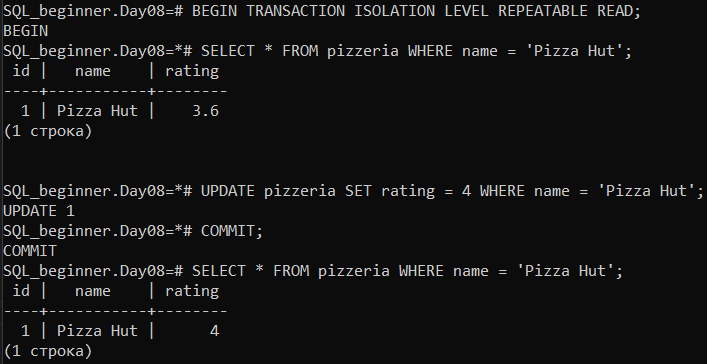 SQL_beginner.Day08=# BEGIN TRANSACTION ISOLATION LEVEL REPEATABLE READ;
BEGIN
SQL_beginner.Day08=*# SELECT * FROM pizzeria WHERE name = 'Pizza Hut';
 id |   name    | rating
----+-----------+--------
  1 | Pizza Hut |    3.6
(1 строка)
SQL_beginner.Day08=*# UPDATE pizzeria SET rating = 4 WHERE name = 'Pizza Hut';
UPDATE 1
SQL_beginner.Day08=*# COMMIT;
COMMIT
SQL_beginner.Day08=# SELECT * FROM pizzeria WHERE name = 'Pizza Hut';
 id |   name    | rating
----+-----------+--------
  1 | Pizza Hut |      4
(1 строка)